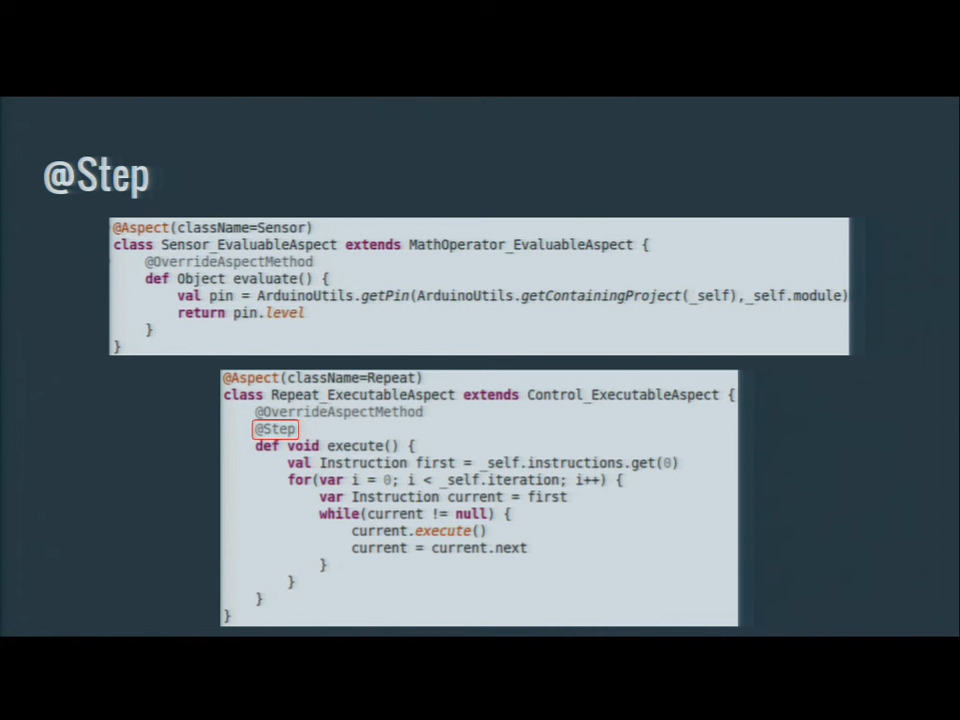 @Step
@Aspect(className=Sensor)
class Sensor_EvaluableAspect extends MathOperator_EvaluableAspect {
@OverrideAspectMethod
def Object evaluate() {
val pin = ArduinoUtils.getPin(ArduinoUtils.getContainingProject(_self),_self.module)
return pin.level
}
}
@Aspect(className=Repeat)
class Repeat_ExecutableAspect extends Control_ExecutableAspect {
@OverrideAspectMethod
@Step
def void execute() {
val Instruction first = _self.instructions.get(0)
for(var i = 0; i < _self.iteration; i++) {
var Instruction current = first
while(current != null) {
current.execute()
current = current.next
}
}
}
}